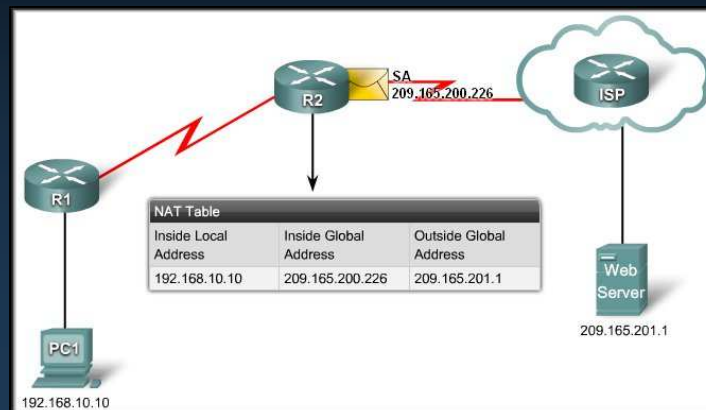 SA
209.165.200.226
R2
ISP
R1
NAT Table
Inside Local Address
Inside Global Address
Outside Global Address
192.168.10.10
209.165.200.226
209.165.201.1
Web
Server
209.165.201.1
PC1
192.168.10.10